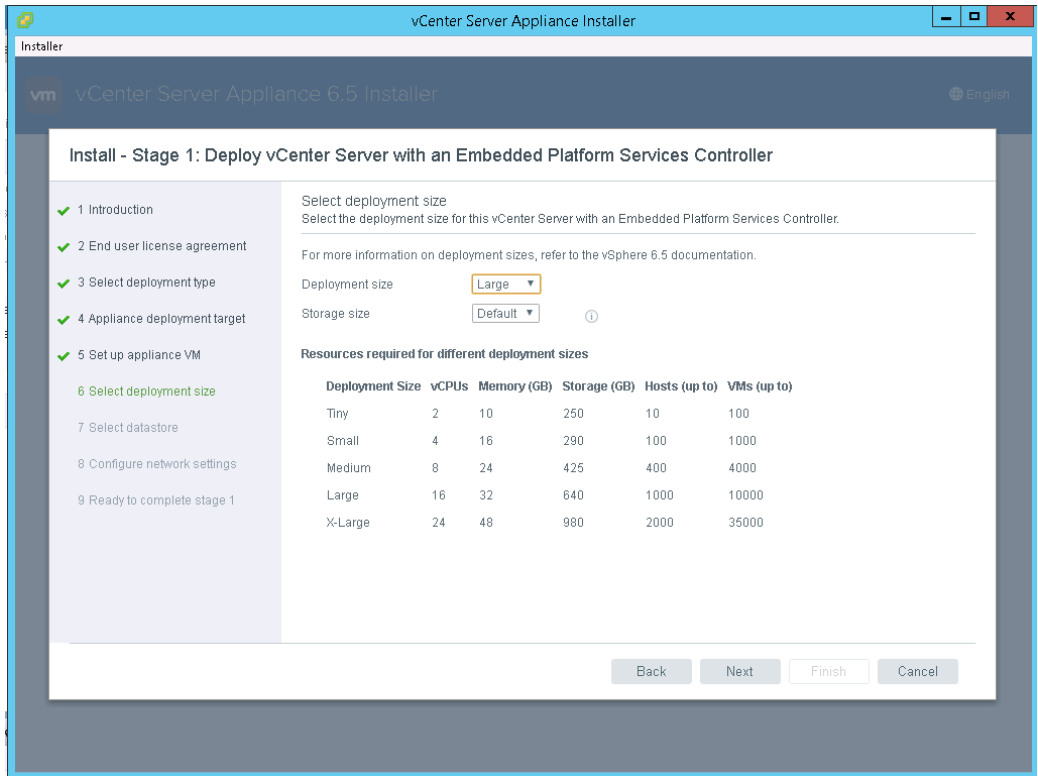 vCenter Server Appliance Installer
Installer
vm vCenter Server Appliance 6.5 Installer English
Install - Stage 1: Deploy vCenter Server with an Embedded Platform Services Controller
1 Introduction
2 End user license agreement
3 Select deployment type
4 Appliance deployment target
5 Set up appliance VM
6 Select deployment size
7 Select datastore
8 Configure network settings
9 Ready to complete stage 1
Select deployment size
Select the deployment size for this vCenter Server with an Embedded Platform Services Controller.
For more information on deployment sizes, refer to the vSphere 6.5 documentation.
Deployment size Large
Storage size Default
Resources required for different deployment sizes
Deployment Size vCPUs Memory (GB) Storage (GB) Hosts (up to) VMs (up to)
Tiny 2 10 250 10 100
Small 4 16 290 100 1000
Medium 8 24 425 400 4000
Large 16 32 640 1000 10000
X-Large 24 48 980 2000 35000
Back Next Finish Cancel